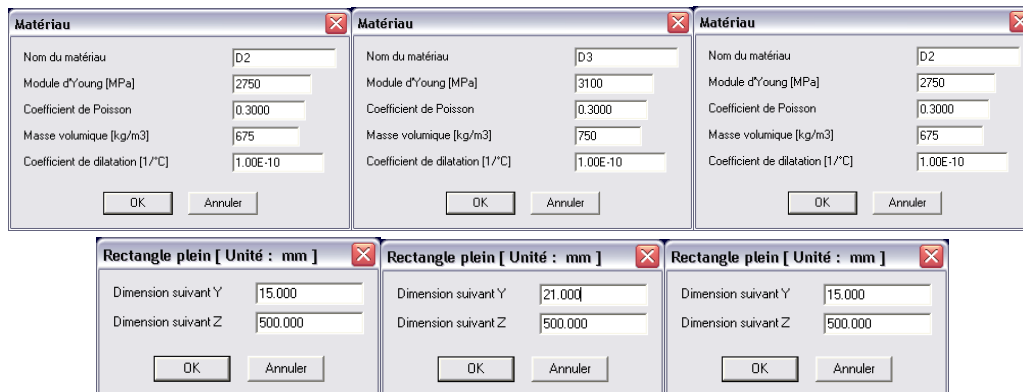 Matériau
Nom du matériau D2
Module d'Young [MPa] 2750
Coefficient de Poisson 0.3000
Masse volumique [kg/m3] 675
Coefficient de dilatation [1/°C] 1.00E-10
OK Annuler
Matériau
Nom du matériau D3
Module d'Young [MPa] 3100
Coefficient de Poisson 0.3000
Masse volumique [kg/m3] 750
Coefficient de dilatation [1/°C] 1.00E-10
OK Annuler
Matériau
Nom du matériau D2
Module d'Young [MPa] 2750
Coefficient de Poisson 0.3000
Masse volumique [kg/m3] 675
Coefficient de dilatation [1/°C] 1.00E-10
OK Annuler
Rectangle plein [ Unité : mm ]
Dimension suivant Y 15.000
Dimension suivant Z 500.000
OK Annuler
Rectangle plein [ Unité : mm ]
Dimension suivant Y 21.000
Dimension suivant Z 500.000
OK Annuler
Rectangle plein [ Unité : mm ]
Dimension suivant Y 15.000
Dimension suivant Z 500.000
OK Annuler